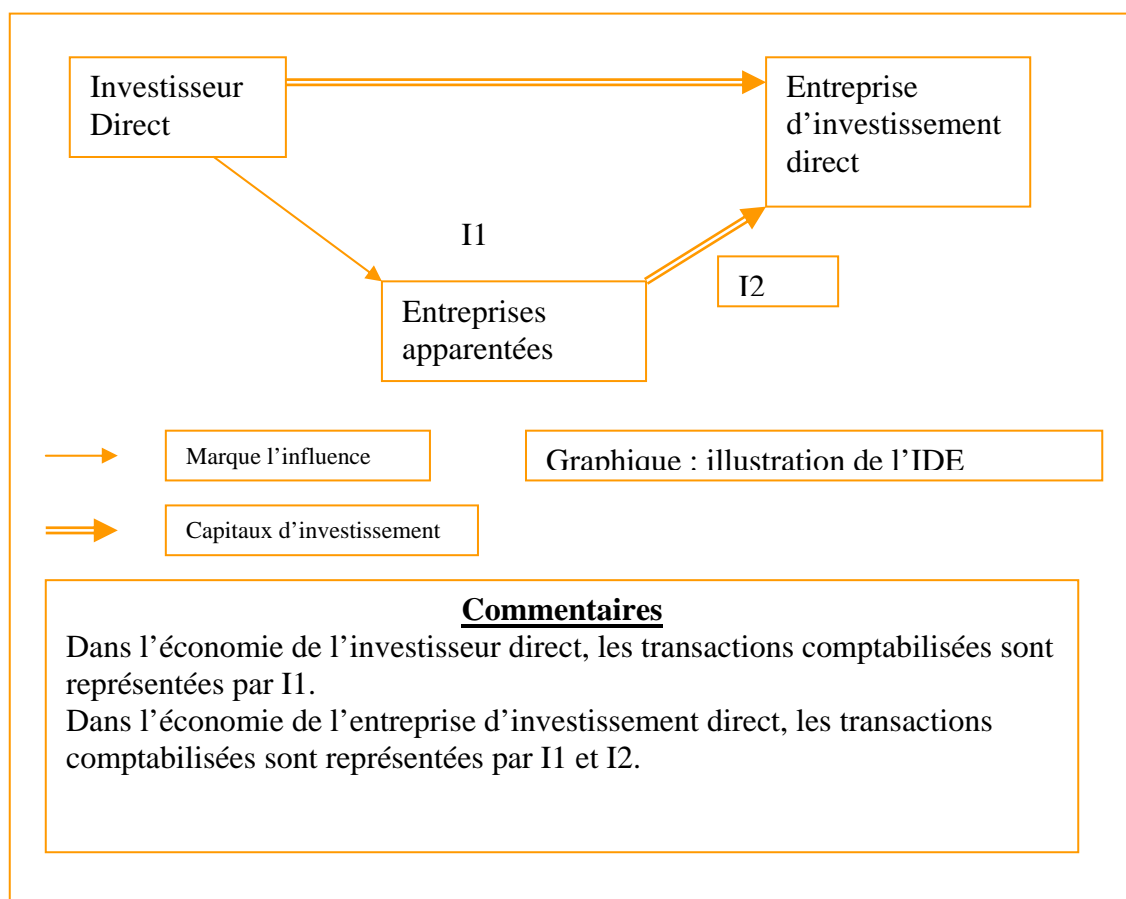 Investisseur
Direct
Entreprise
d’investissement
direct
I1
I2
Entreprises
apparentées
Marque l’influence
Graphique : illustration de l’IDE
Capitaux d’investissement
Commentaires
Dans l’économie de l’investisseur direct, les transactions comptabilisées sont
représentées par I1.
Dans l’économie de l’entreprise d’investissement direct, les transactions
comptabilisées sont représentées par I1 et I2.